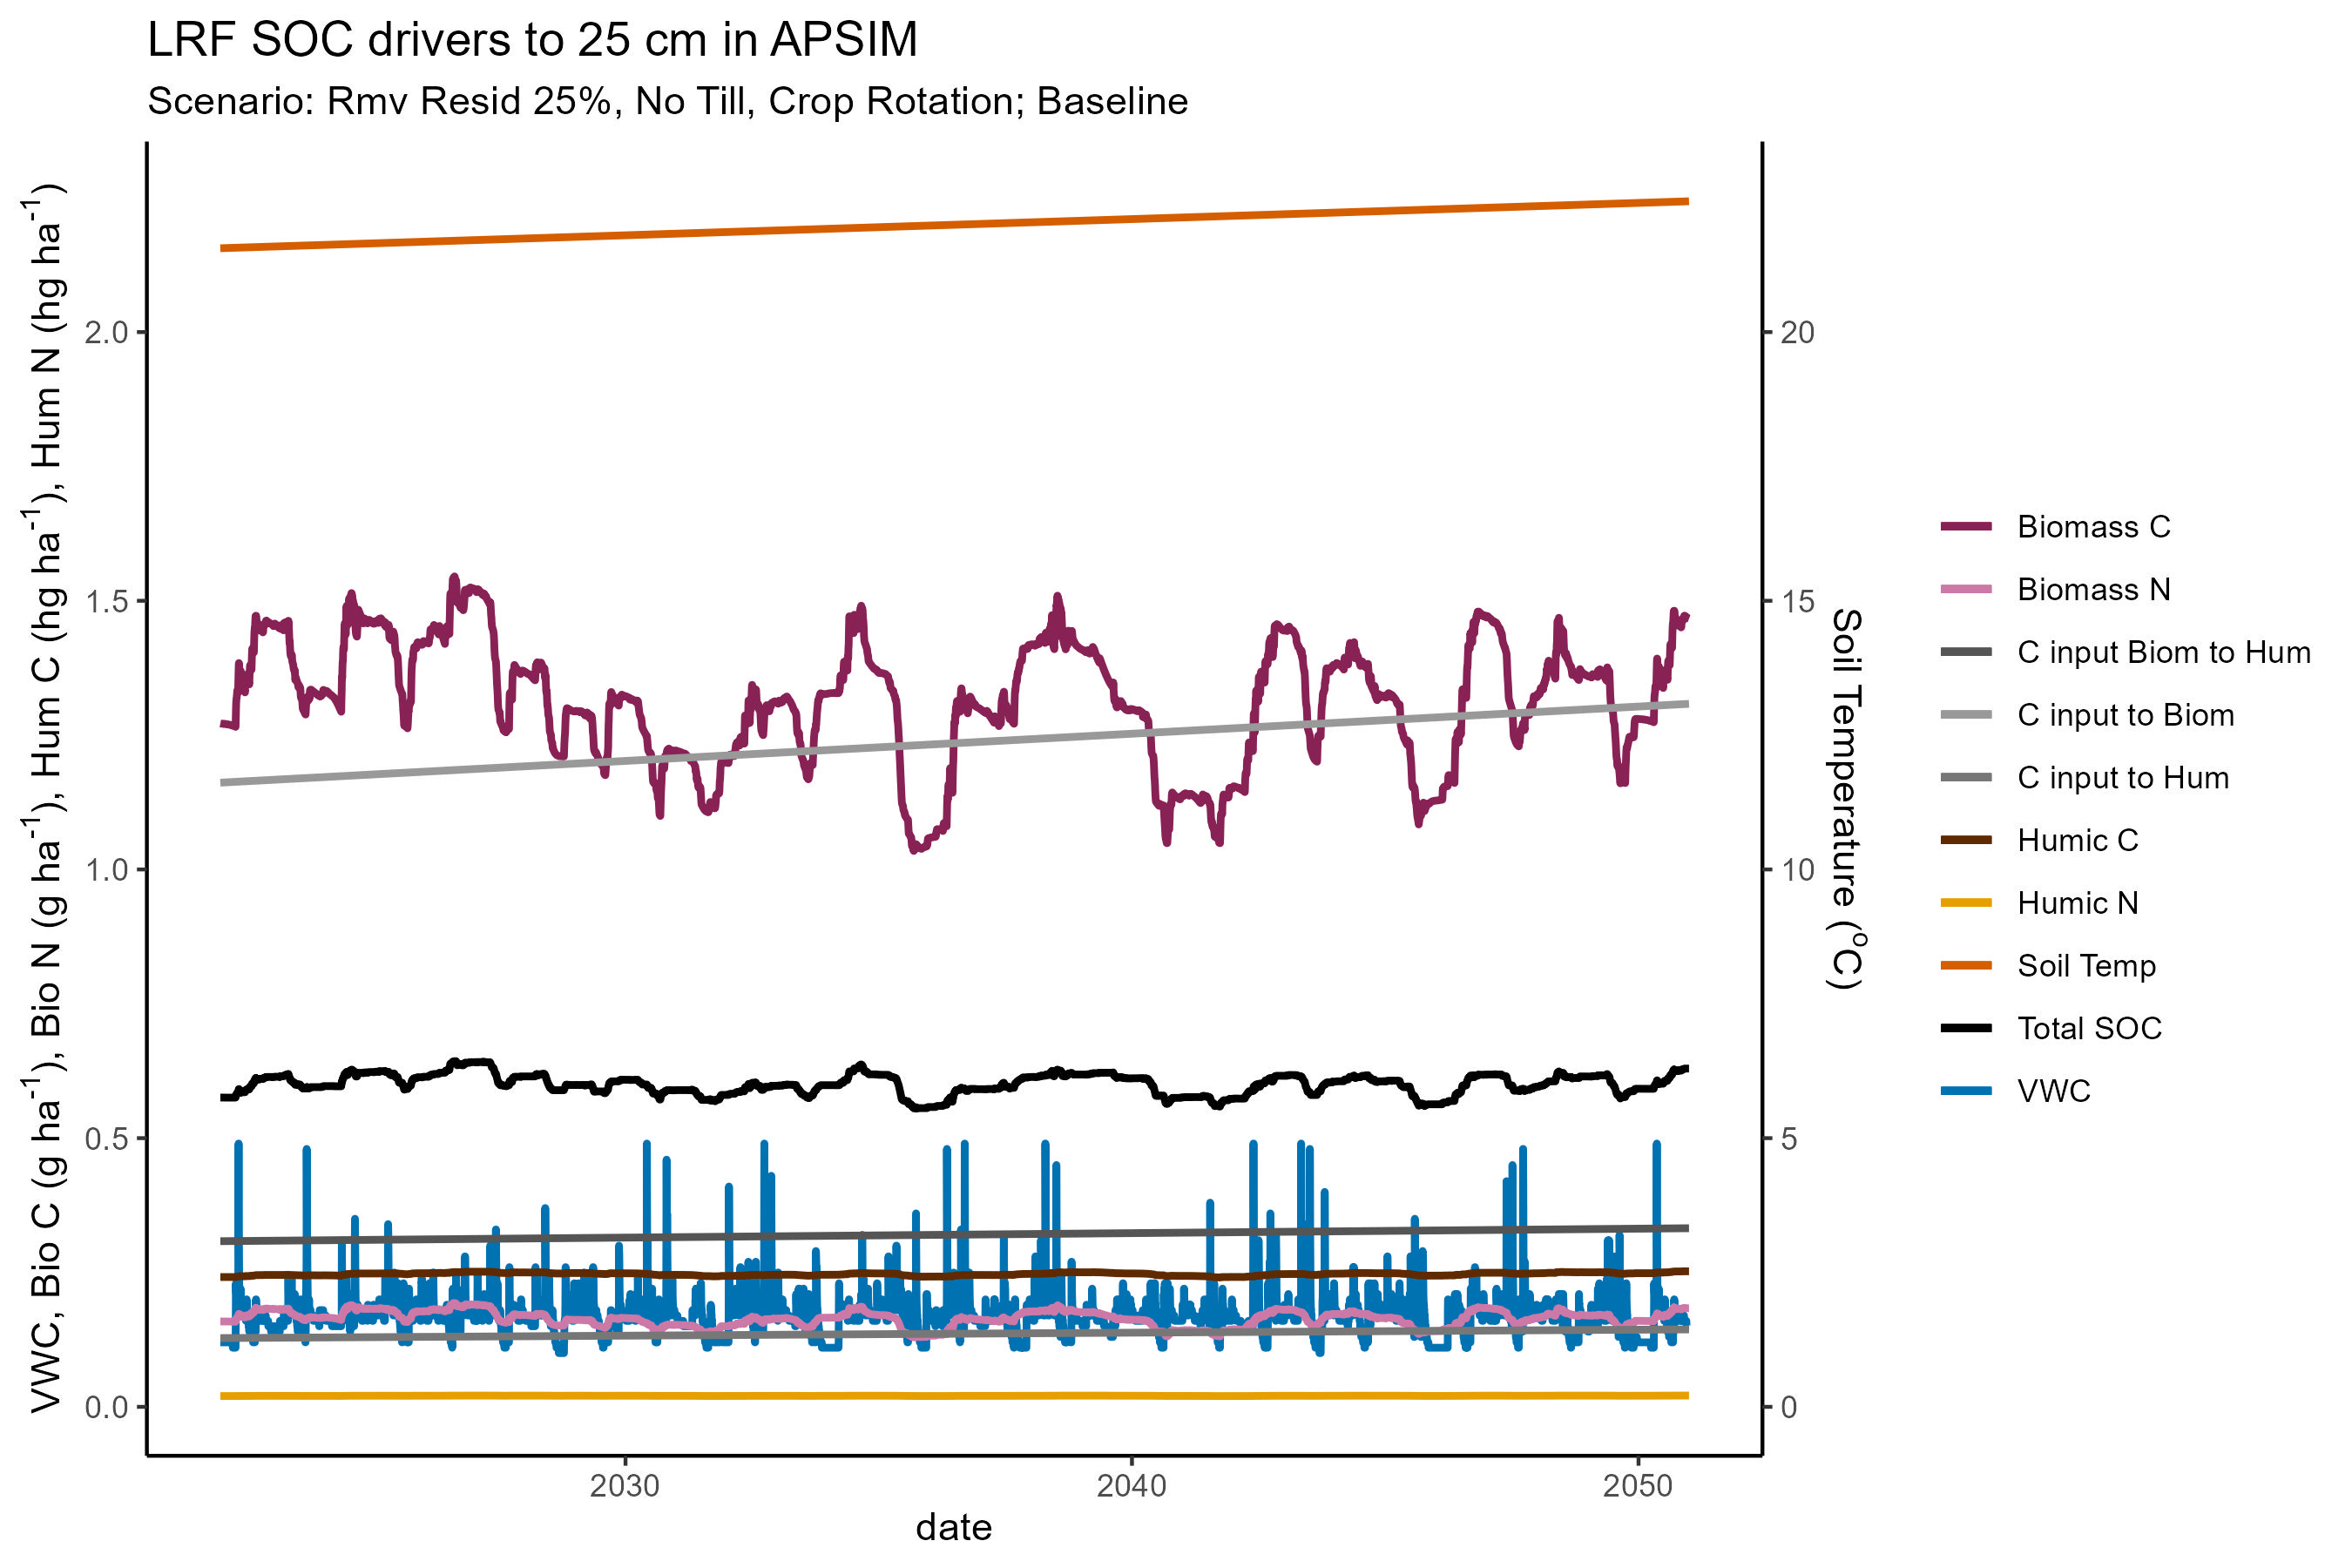 LRF SOC drivers to 25 cm in APSIM
Scenario: Rmv Resid 25%, No Till, Crop Rotation; Baseline
VWC, Bio C (g ha⁻¹), Bio N (g ha⁻¹), Hum C (hg ha⁻¹), Hum N (hg ha⁻¹)
2.0
1.5
1.0
0.5
0.0
20
15
10
5
0
Soil Temperature (ºC)
2030
2040
2050
date
Biomass C
Biomass N
C input Biom to Hum
C input to Biom
C input to Hum
Humic C
Humic N
Soil Temp
Total SOC
VWC